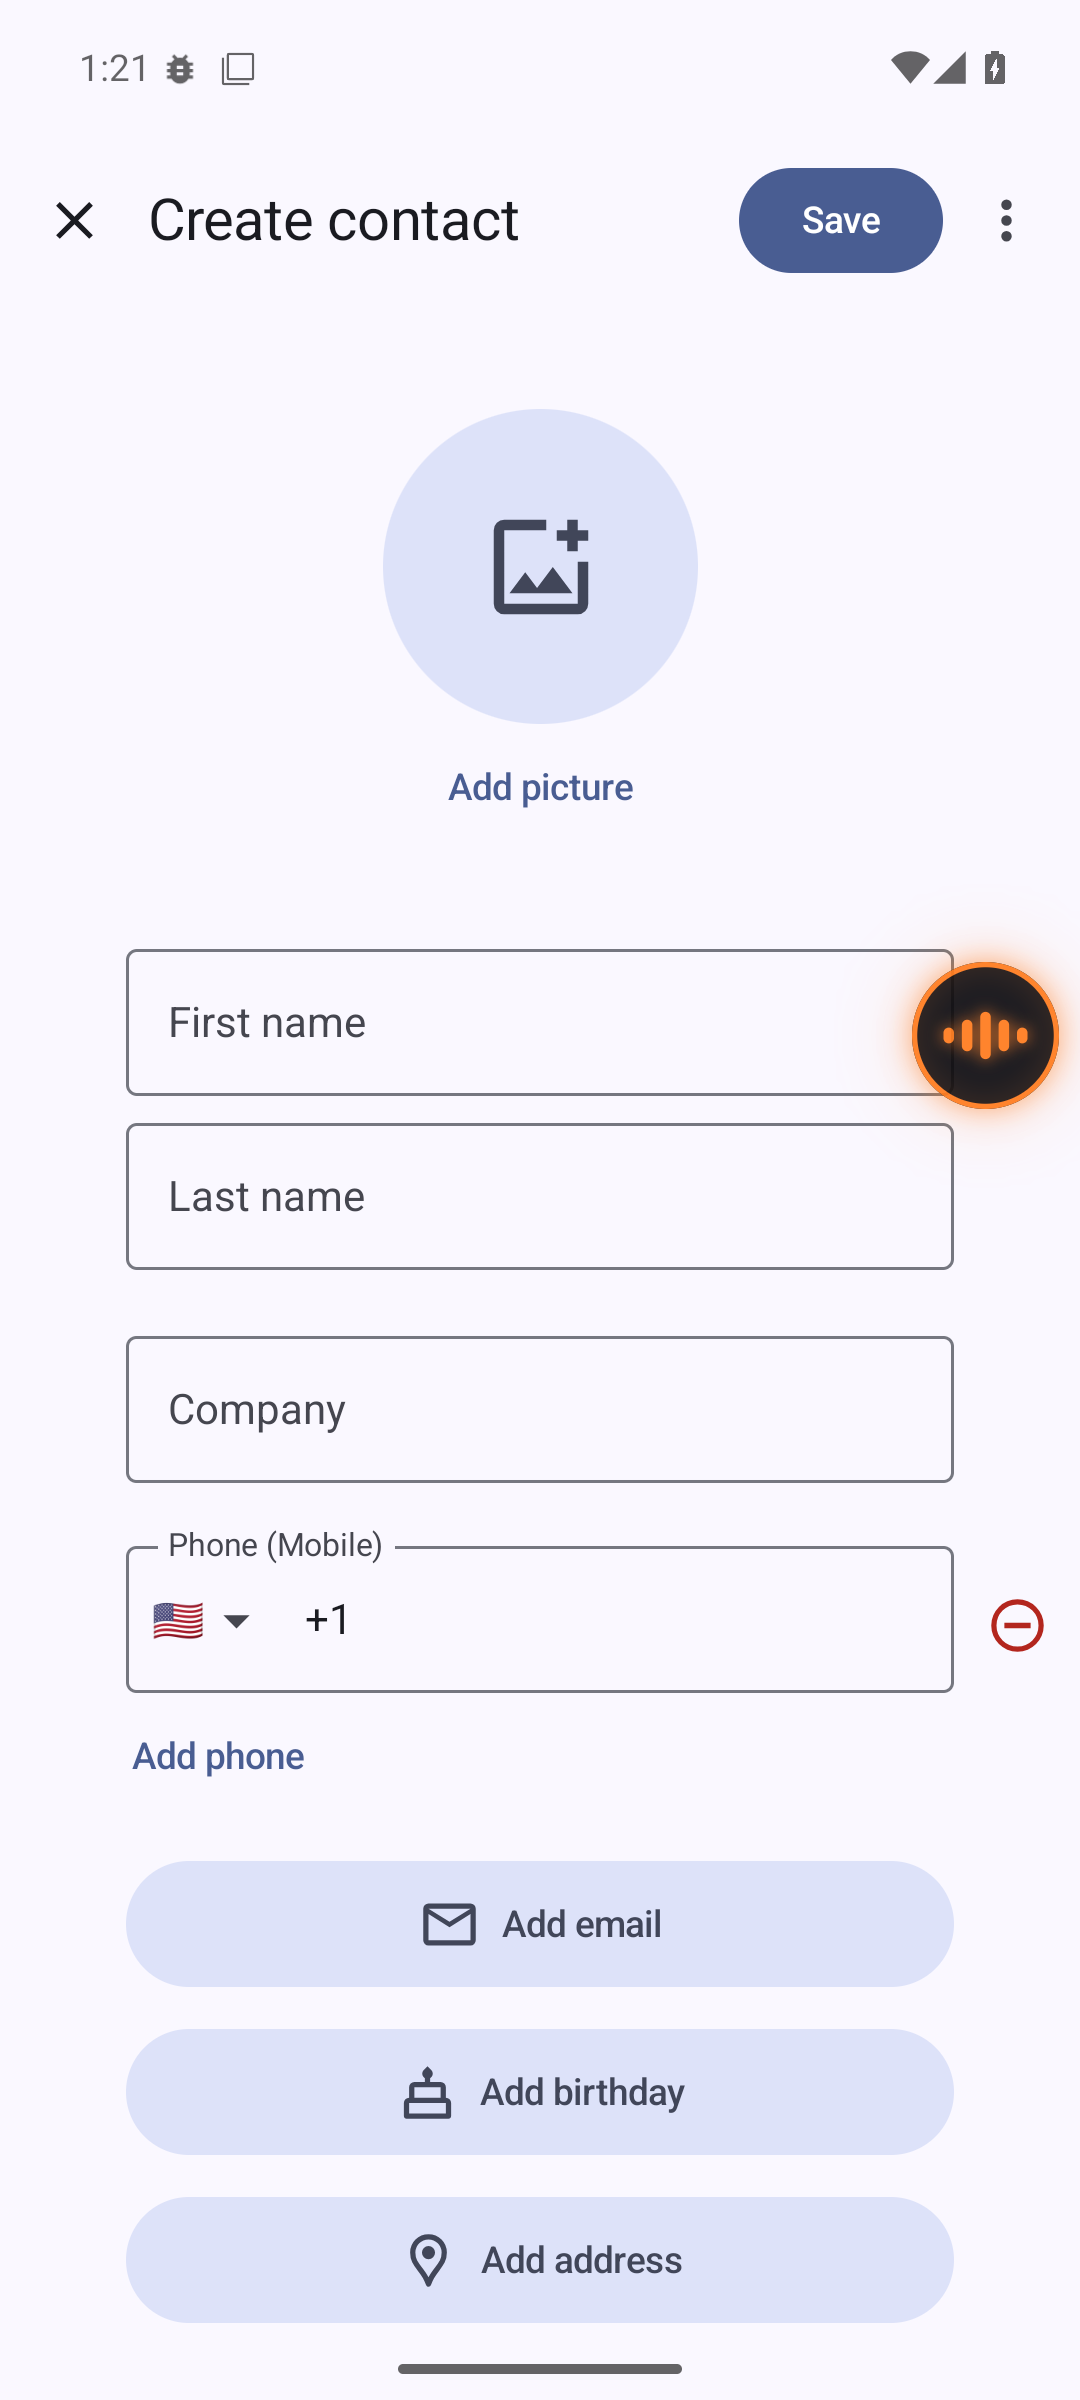 1:21
Create contact
Save
Add picture
First name
Last name
Company
Phone (Mobile)
+1
Add phone
Add email
Add birthday
Add address